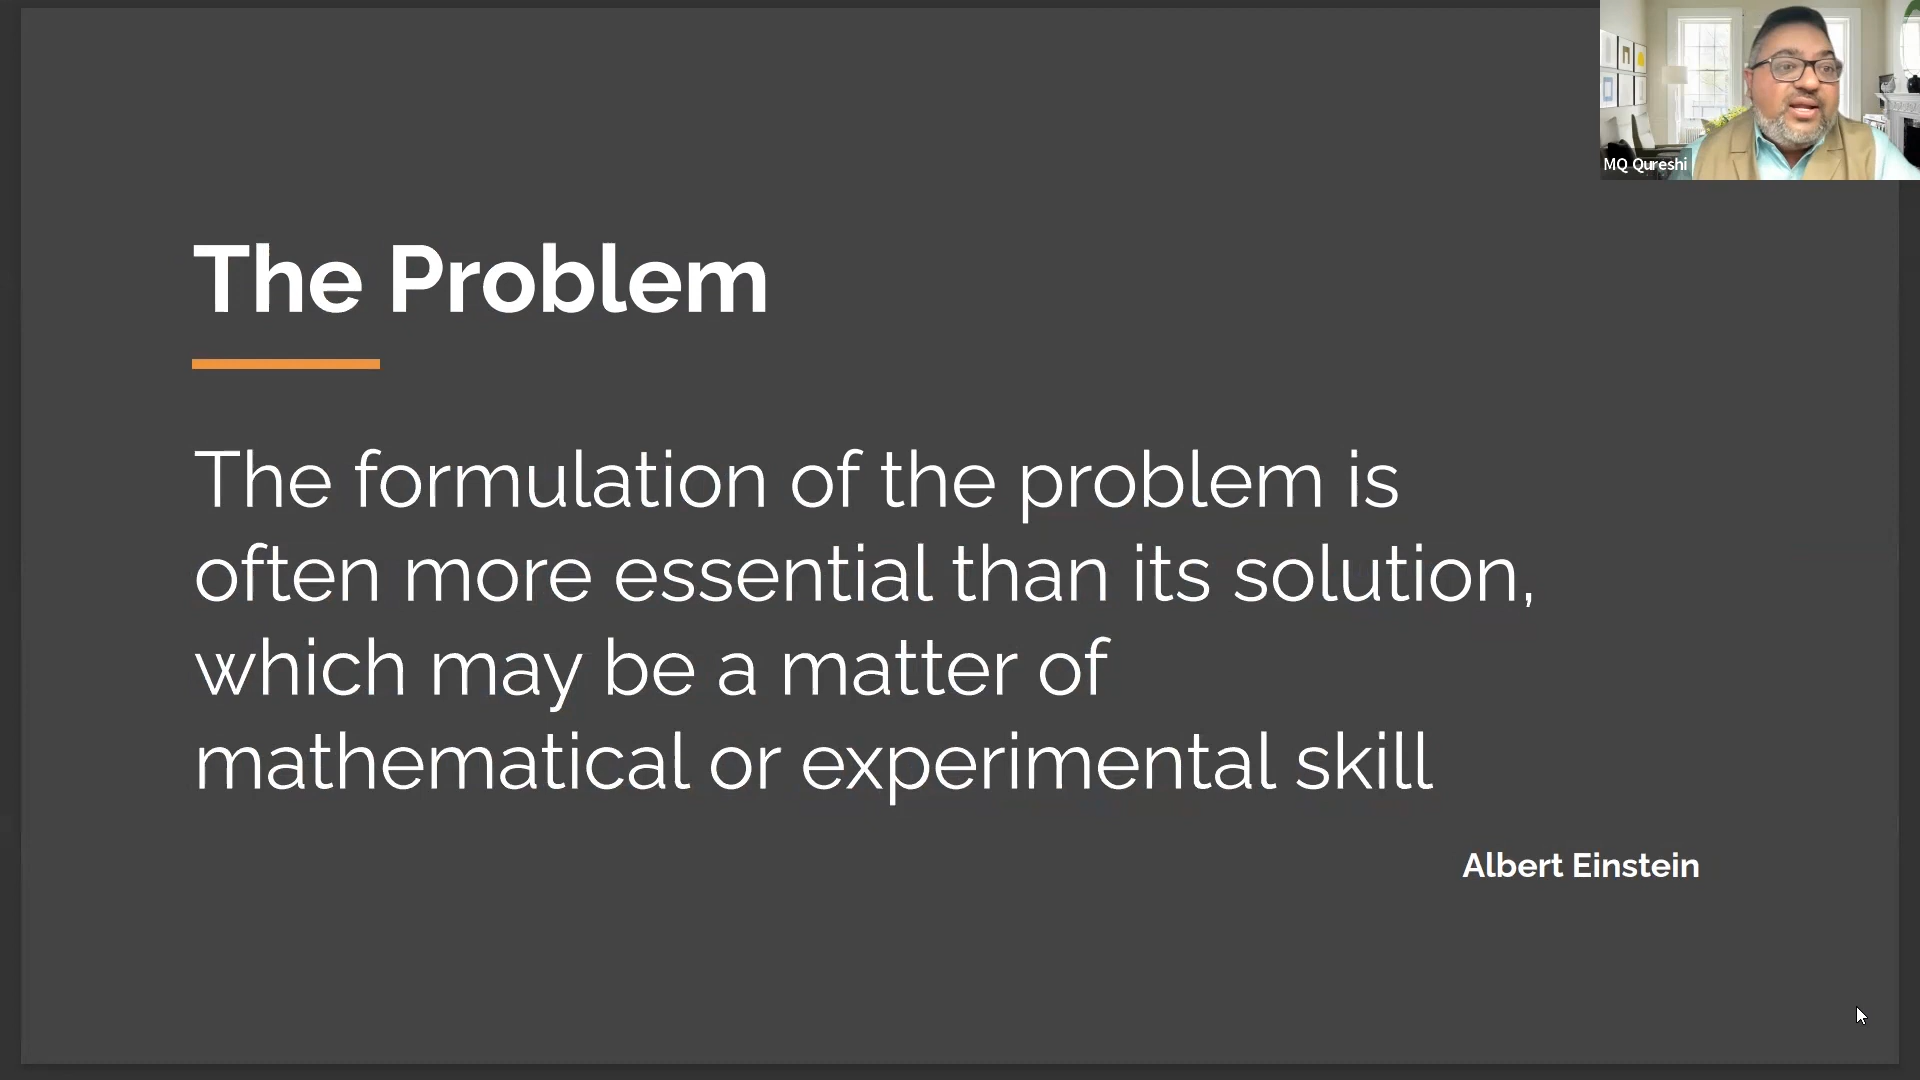 MQ Qureshi
The Problem
The formulation of the problem is
often more essential than its solution,
which may be a matter of
mathematical or experimental skill
Albert Einstein